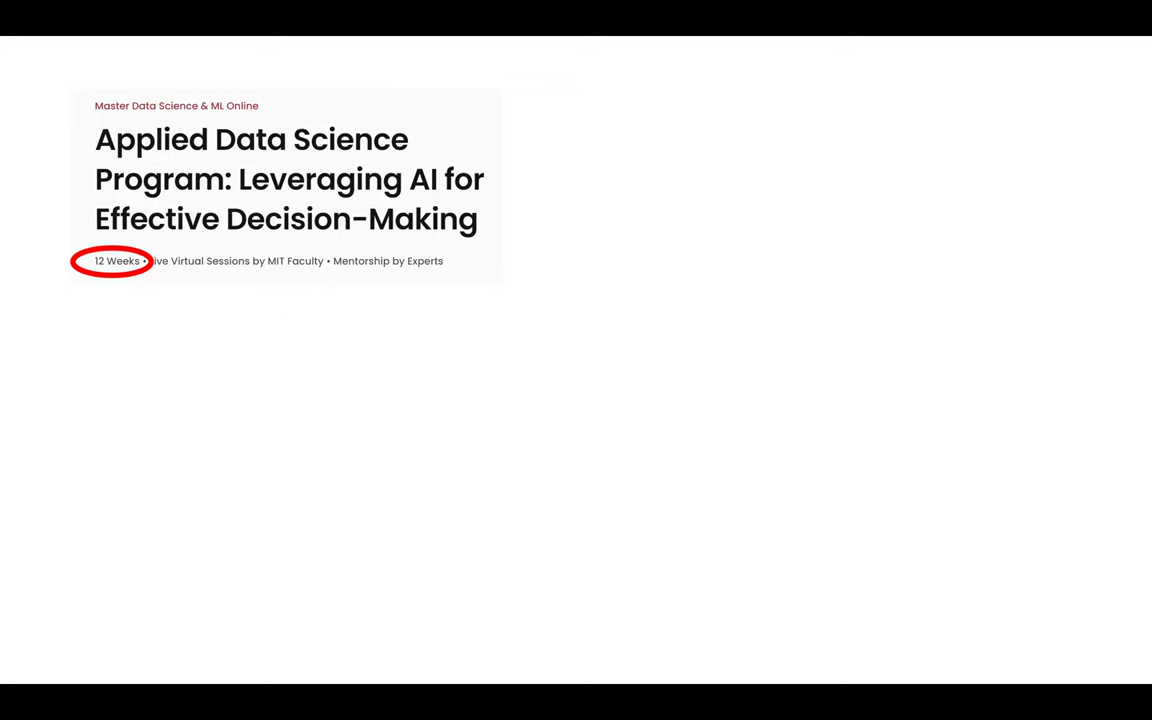 Master Data Science & ML Online
Applied Data Science
Program: Leveraging AI for
Effective Decision-Making
12 Weeks • Live Virtual Sessions by MIT Faculty • Mentorship by Experts